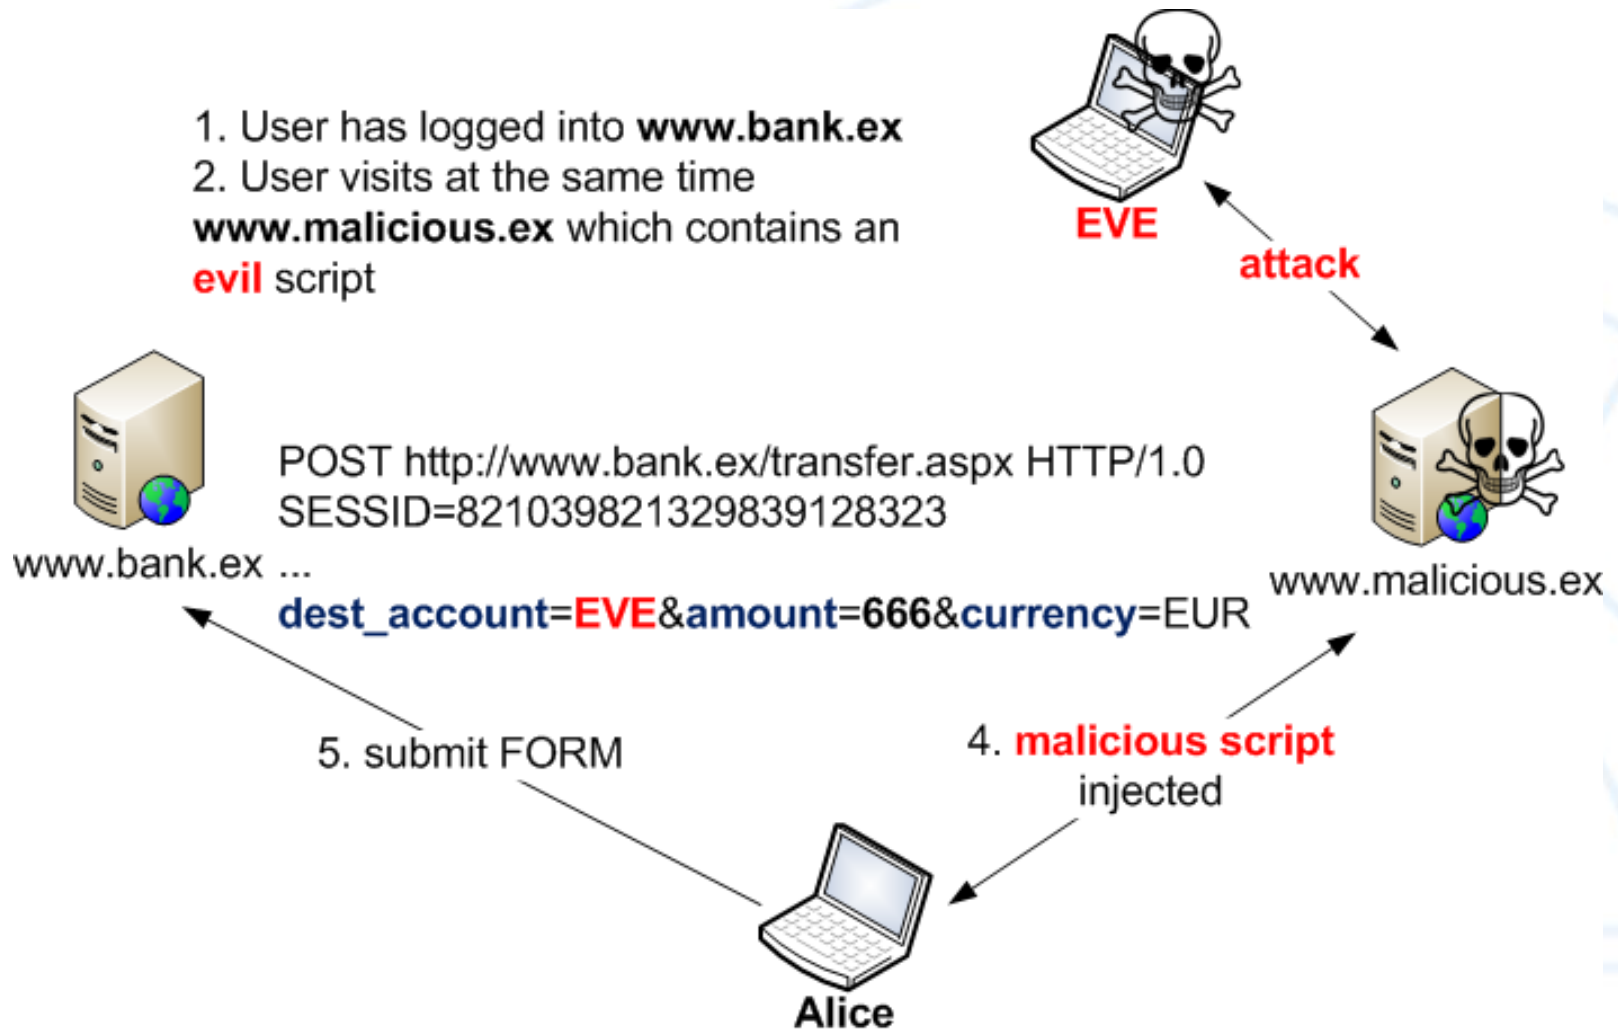 1. User has logged into www.bank.ex
2. User visits at the same time
www.malicious.ex which contains an
evil script
EVE
attack
POST http://www.bank.ex/transfer.aspx HTTP/1.0
SESSID=821039821329839128323
www.bank.ex ...
www.malicious.ex
dest_account=EVE&amount=666&currency=EUR
5. submit FORM
4. malicious script
injected
Alice